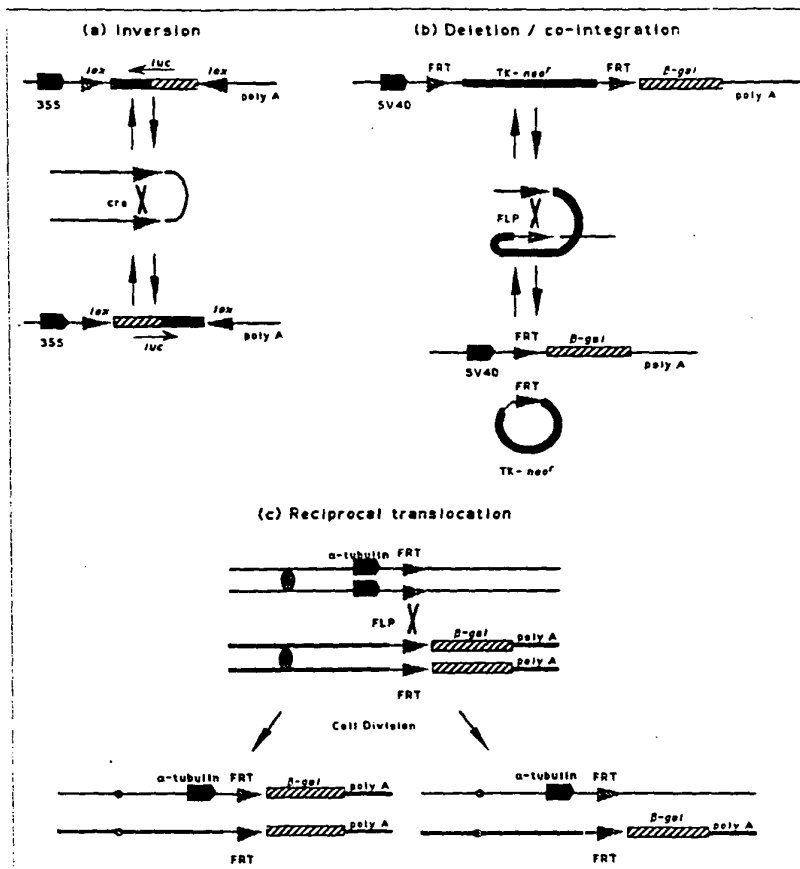 (a) Inversion
lox luc lox
35S poly A
cre
lox lox
35S luc poly A
(b) Deletion / co-integration
FRT TK-neoʳ FRT β-gal
SV40 poly A
FLP
FRT β-gal
SV40 poly A
FRT
TK-neoʳ
(c) Reciprocal translocation
α-tubulin FRT
FLP β-gal poly A
poly A
FRT
Cell Division
α-tubulin FRT β-gal poly A
FRT
α-tubulin FRT
β-gal poly A
FRT